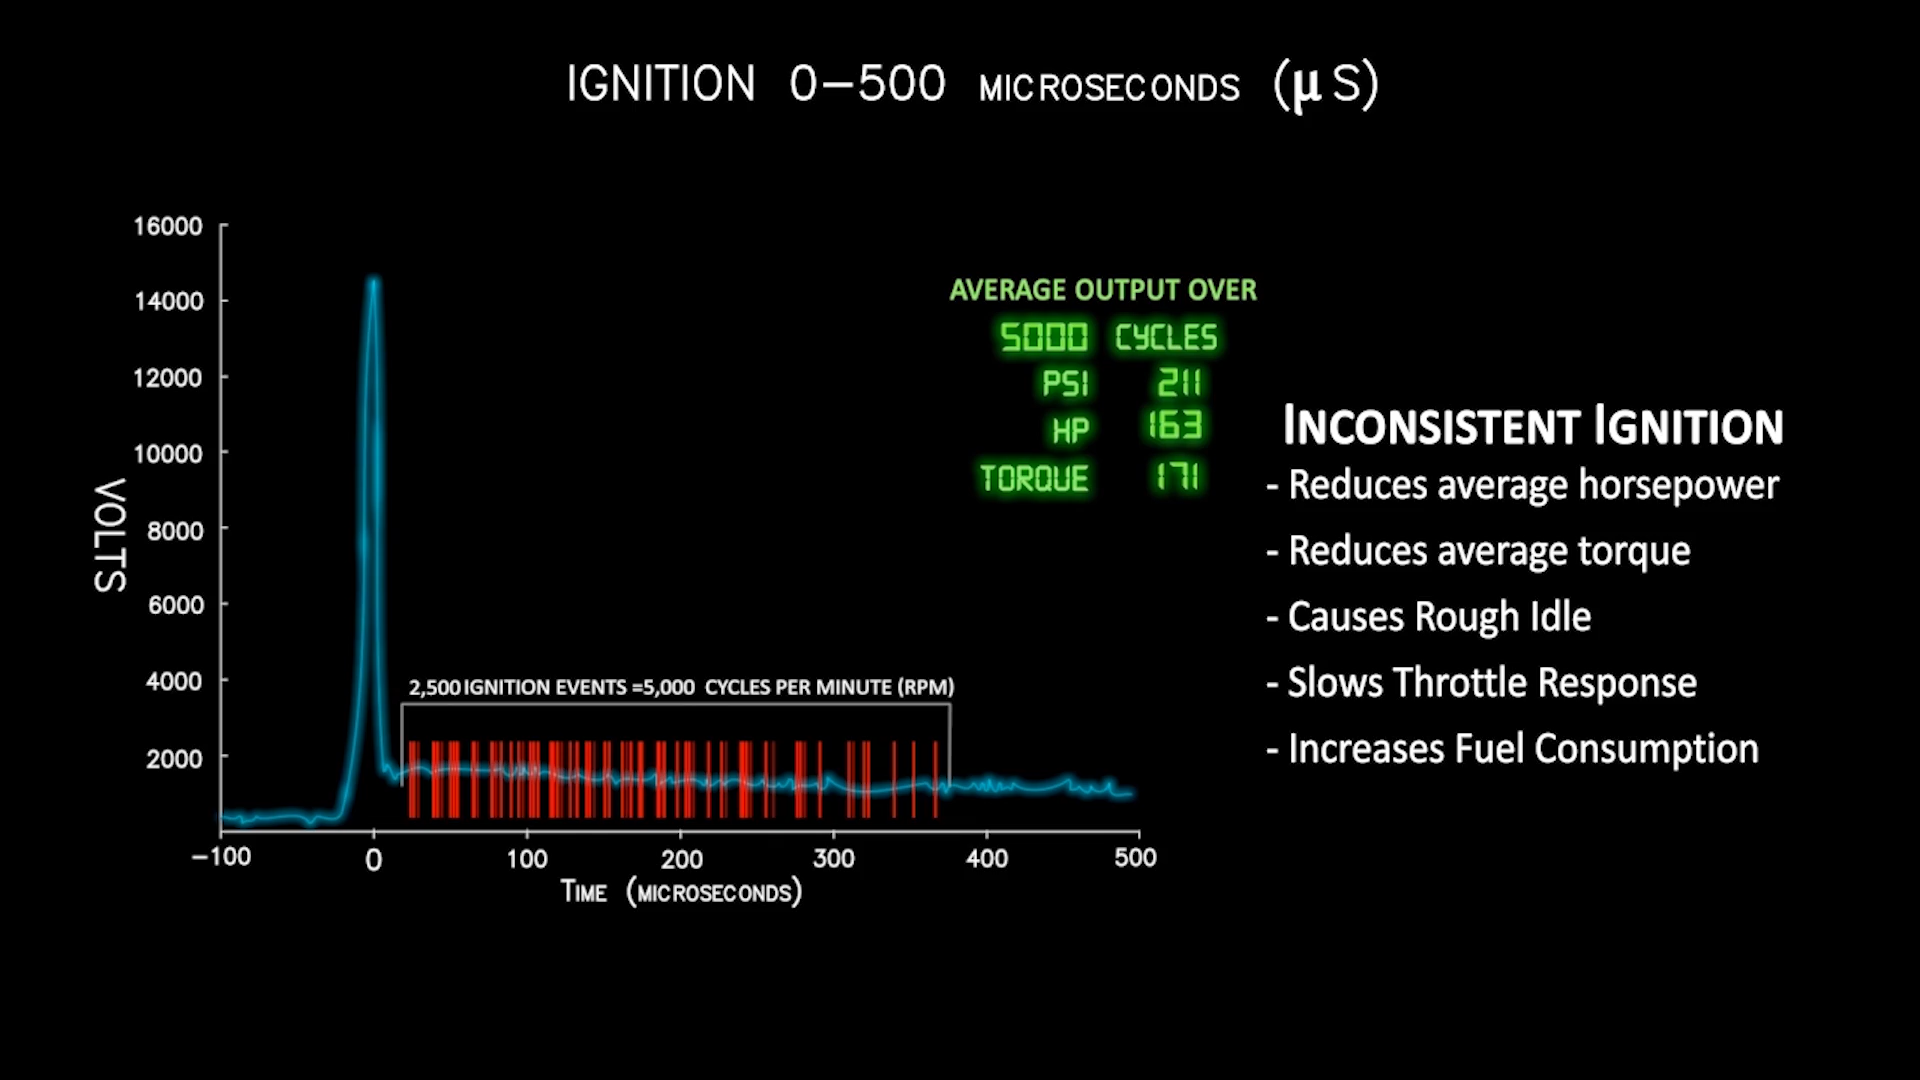 IGNITION 0–500 MICROSECONDS (µS)
16000
14000
12000
10000
8000
6000
4000
2000
VOLTS
AVERAGE OUTPUT OVER
5000 CYCLES
PSI 211
HP 163
TORQUE 171
INCONSISTENT IGNITION
- Reduces average horsepower
- Reduces average torque
- Causes Rough Idle
- Slows Throttle Response
- Increases Fuel Consumption
2,500 IGNITION EVENTS =5,000 CYCLES PER MINUTE (RPM)
–100 0 100 200 300 400 500
TIME (MICROSECONDS)